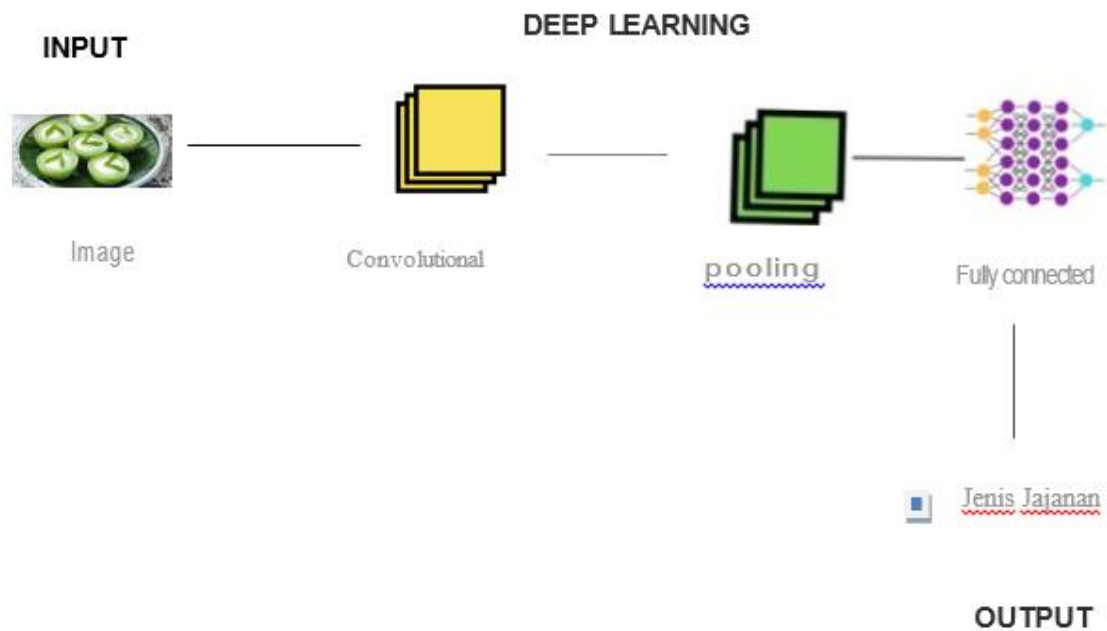 DEEP LEARNING
INPUT
Image
Convolutional
pooling
Fully connected
Jenis Jajanan
OUTPUT